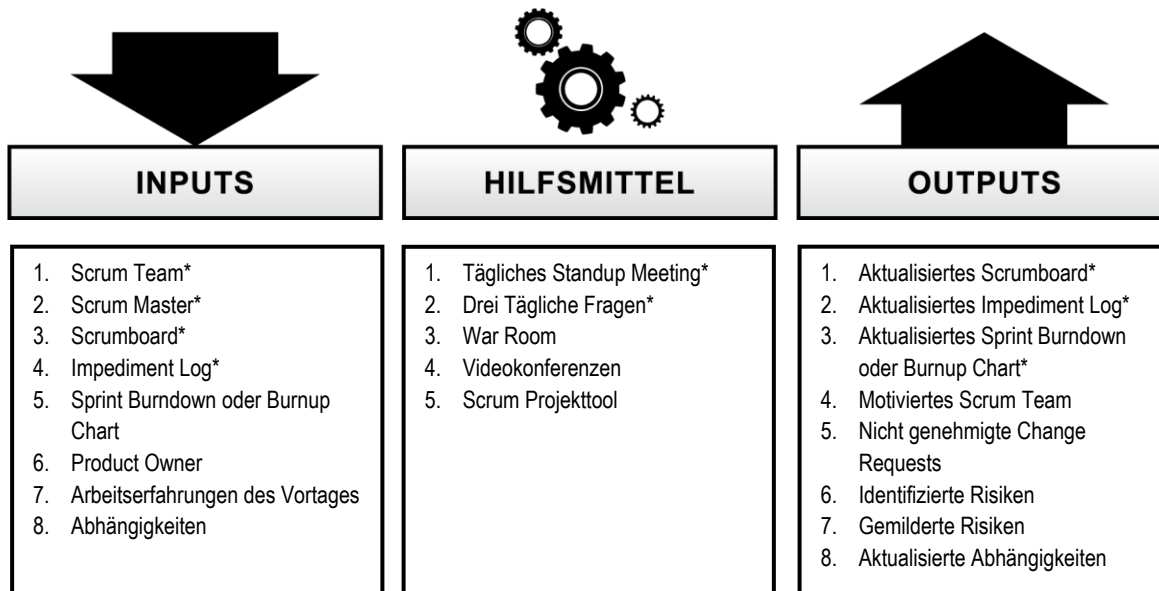 INPUTS
1. Scrum Team*
2. Scrum Master*
3. Scrumboard*
4. Impediment Log*
5. Sprint Burndown oder Burnup
Chart
6. Product Owner
7. Arbeitserfahrungen des Vortages
8. Abhängigkeiten
HILFSMITTEL
1. Tägliches Standup Meeting*
2. Drei Tägliche Fragen*
3. War Room
4. Videokonferenzen
5. Scrum Projekttool
OUTPUTS
1. Aktualisiertes Scrumboard*
2. Aktualisiertes Impediment Log*
3. Aktualisiertes Sprint Burndown
oder Burnup Chart*
4. Motiviertes Scrum Team
5. Nicht genehmigte Change
Requests
6. Identifizierte Risiken
7. Gemilderte Risiken
8. Aktualisierte Abhängigkeiten